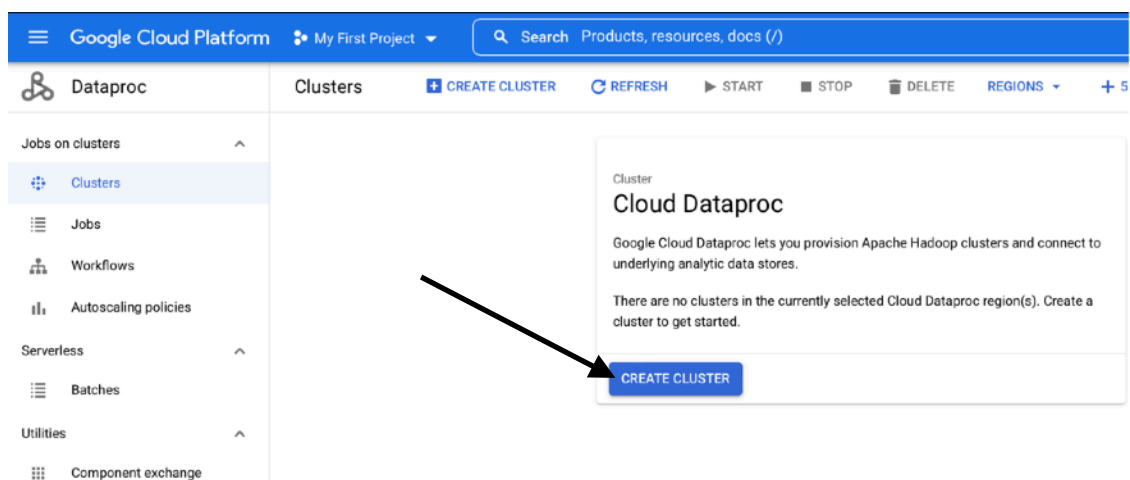 Google Cloud Platform My First Project Search Products, resources, docs (/)
Dataproc Clusters CREATE CLUSTER REFRESH START STOP DELETE REGIONS + 5
Jobs on clusters
Clusters
Jobs
Workflows
Autoscaling policies
Serverless
Batches
Utilities
Component exchange
Cluster
Cloud Dataproc
Google Cloud Dataproc lets you provision Apache Hadoop clusters and connect to
underlying analytic data stores.
There are no clusters in the currently selected Cloud Dataproc region(s). Create a
cluster to get started.
CREATE CLUSTER